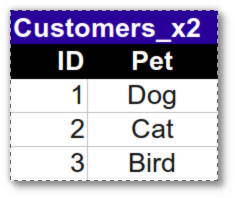 Customers_x2
ID Pet
1 Dog
2 Cat
3 Bird